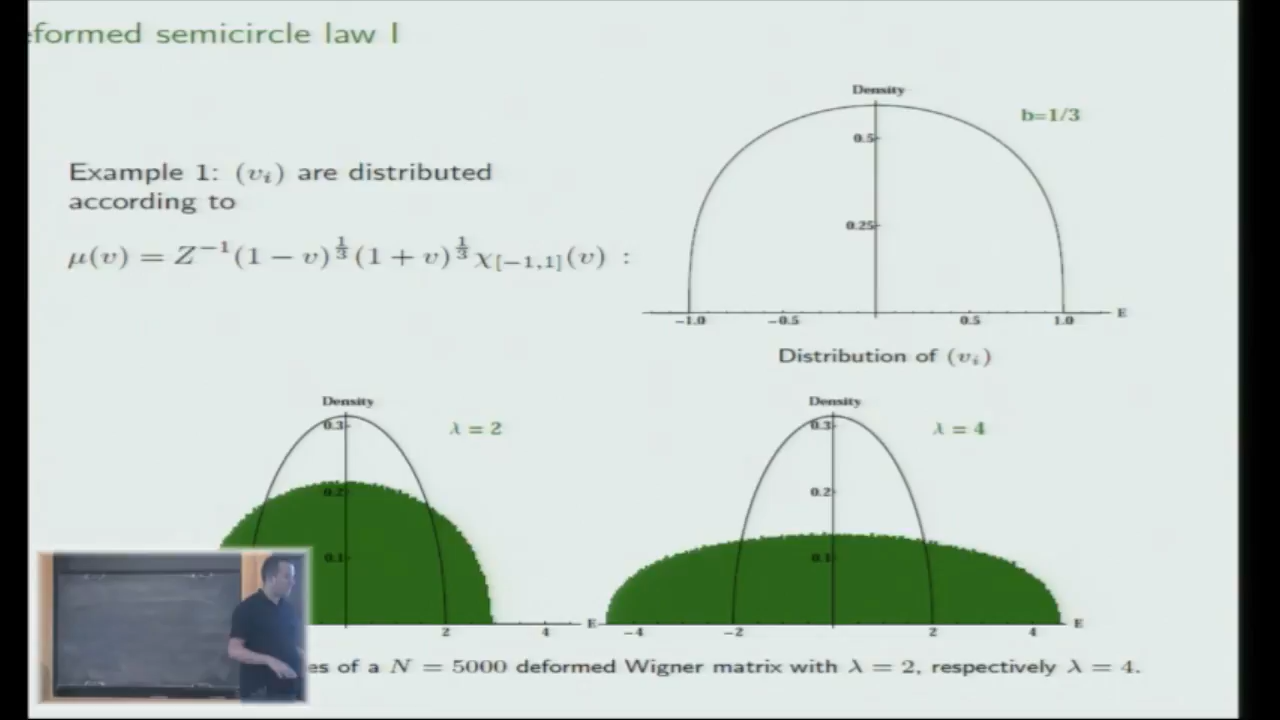 eformed semicircle law I
Example 1: (v_i) are distributed
according to
μ(v) = Z^{-1}(1 − v)^{1/3}(1 + v)^{1/3} χ_{[−1,1]}(v) :
Density
b=1/3
0.5
0.25
−1.0 −0.5 0.5 1.0 E
Distribution of (v_i)
Density
λ = 2
0.3
0.2
0.1
2 4 E
Density
λ = 4
0.3
0.2
0.1
−4 −2 2 4 E
es of a N = 5000 deformed Wigner matrix with λ = 2, respectively λ = 4.